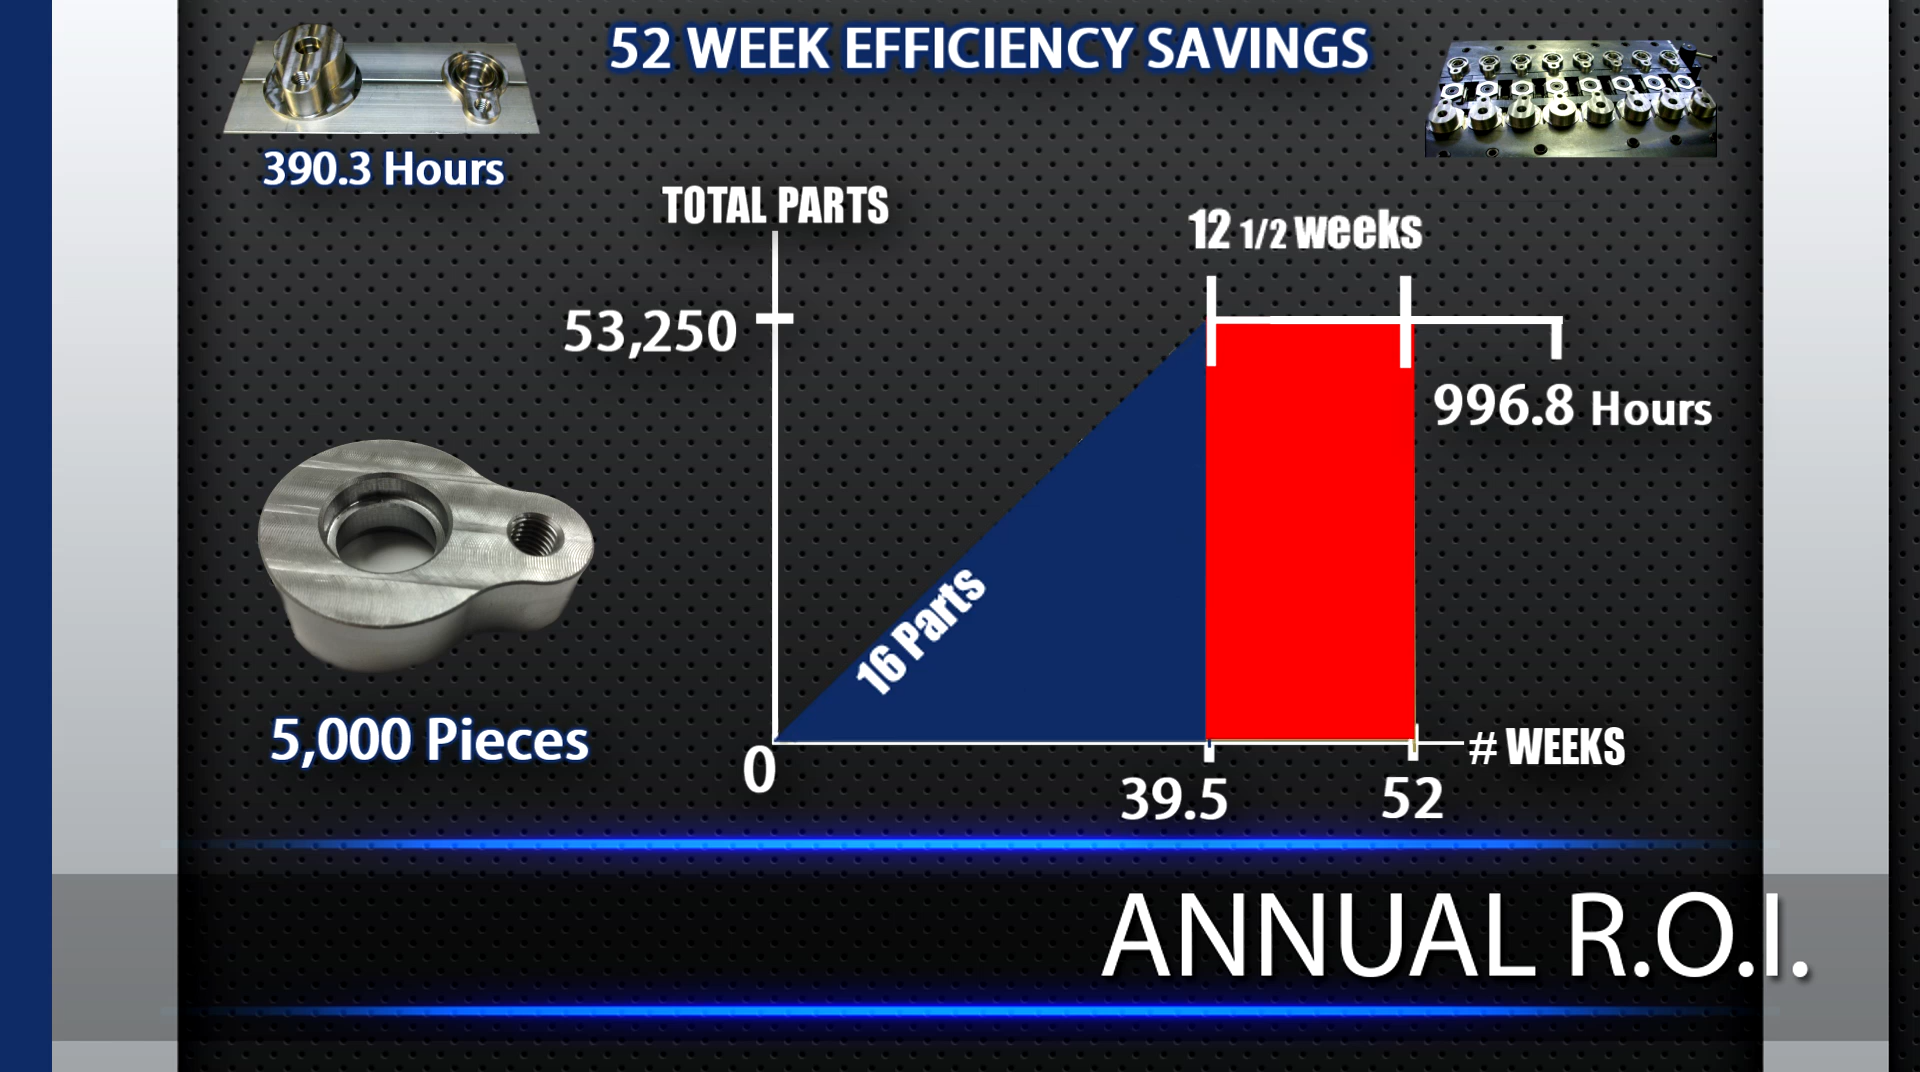 52 WEEK EFFICIENCY SAVINGS
390.3 Hours
TOTAL PARTS
12 1/2 weeks
53,250
996.8 Hours
16 Parts
5,000 Pieces
0
39.5
52
# WEEKS
ANNUAL R.O.I.